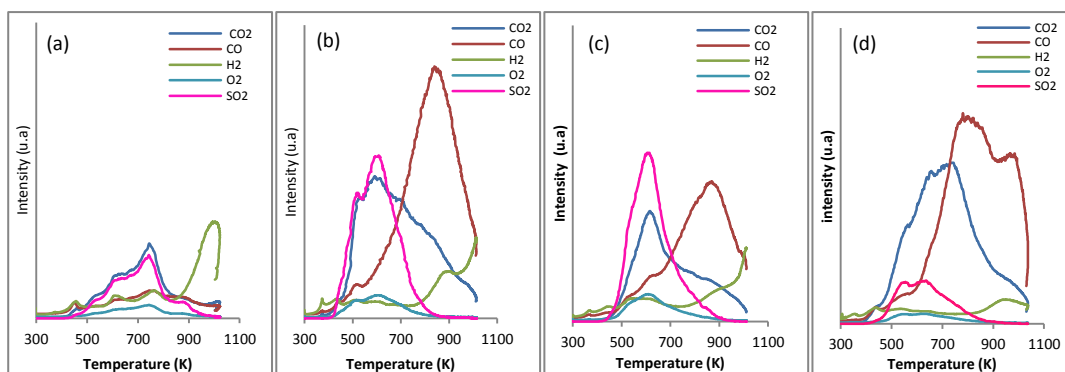 (a)
CO2
CO
H2
O2
SO2
Intensity (u.a)
300 500 700 900 1100
Temperature (K)
(b)
CO2
CO
H2
O2
SO2
Intensity (u.a)
300 500 700 900 1100
Temperature (K)
(c)
CO2
CO
H2
O2
SO2
Intensity (u.a)
300 500 700 900 1100
Temperature (K)
(d)
CO2
CO
H2
O2
SO2
intensity (u.a)
300 500 700 900 1100
Temperature (K)